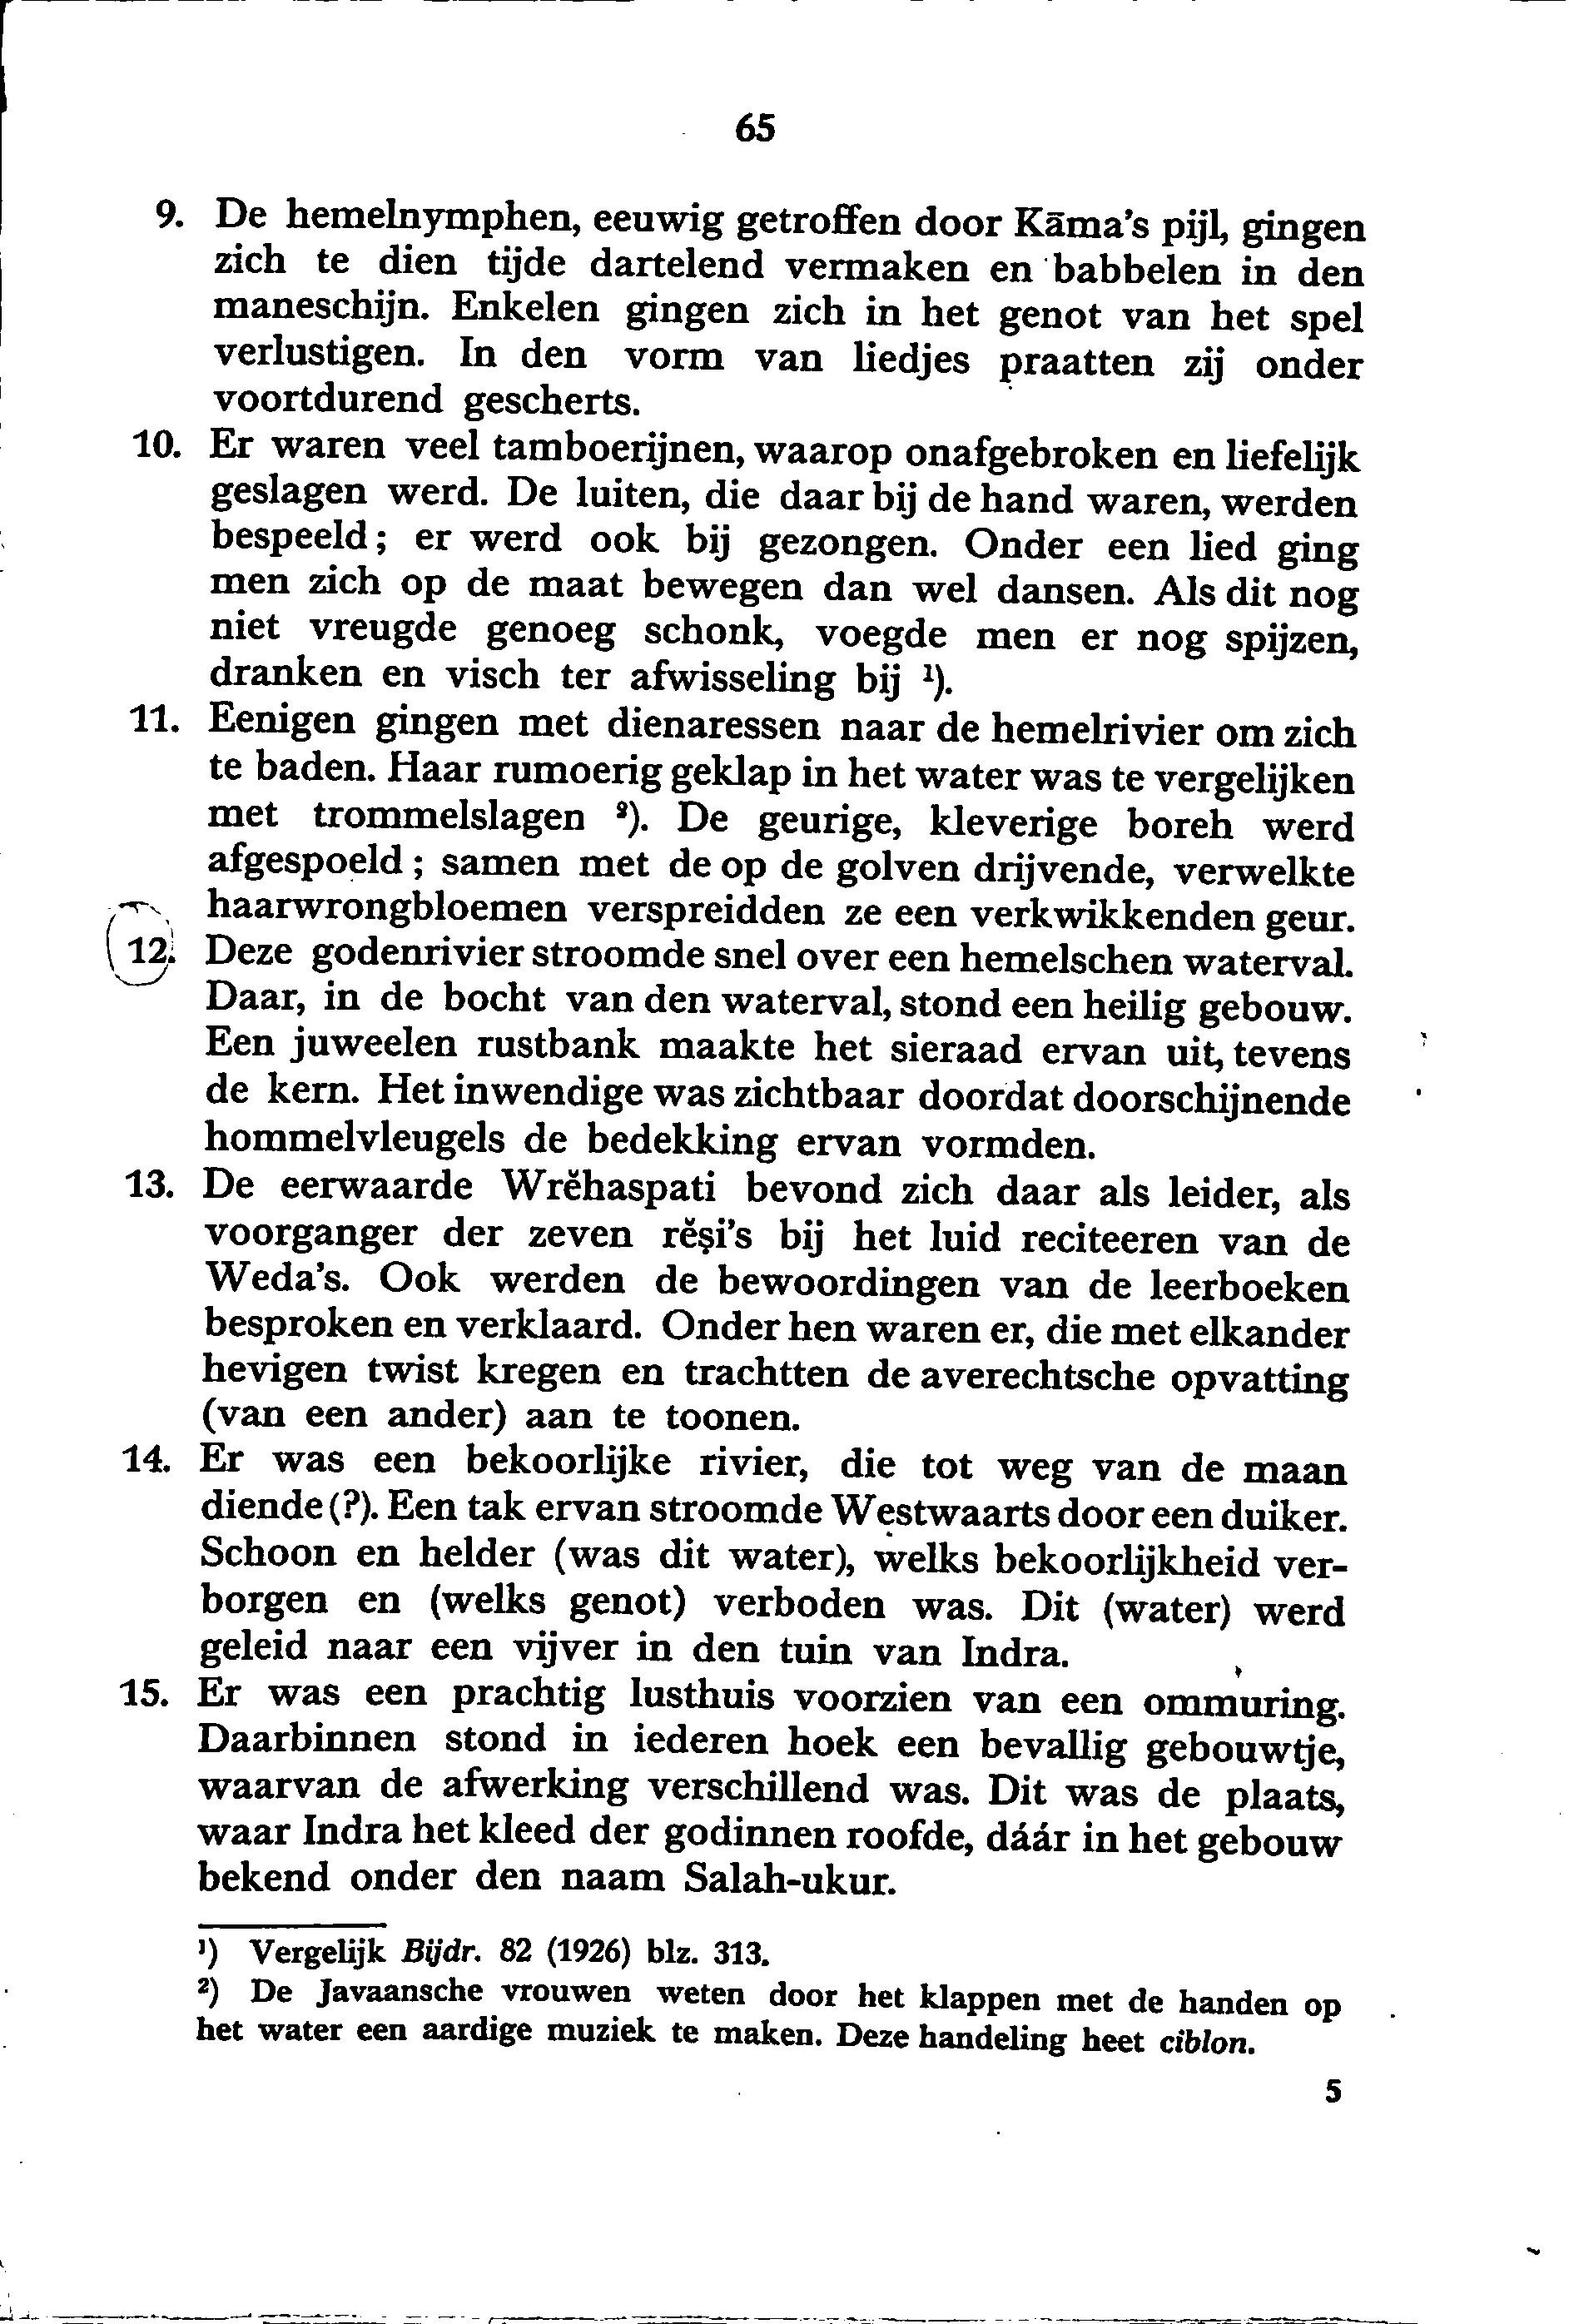 65
9. De hemelnymphen, eeuwig getroffen door Kāma's pijl, gingen
zich te dien tijde dartelend vermaken en babbelen in den
maneschijn. Enkelen gingen zich in het genot van het spel
verlustigen. In den vorm van liedjes praatten zij onder
voortdurend gescherts.
10. Er waren veel tamboerijnen, waarop onafgebroken en liefelijk
geslagen werd. De luiten, die daar bij de hand waren, werden
bespeeld; er werd ook bij gezongen. Onder een lied ging
men zich op de maat bewegen dan wel dansen. Als dit nog
niet vreugde genoeg schonk, voegde men er nog spijzen,
dranken en visch ter afwisseling bij ¹).
11. Eenigen gingen met dienaressen naar de hemelrivier om zich
te baden. Haar rumoerig geklap in het water was te vergelijken
met trommelslagen ²). De geurige, kleverige boreh werd
afgespoeld; samen met de op de golven drijvende, verwelkte
haarwrongbloemen verspreidden ze een verkwikkenden geur.
12. Deze godenrivier stroomde snel over een hemelschen waterval.
Daar, in de bocht van den waterval, stond een heilig gebouw.
Een juweelen rustbank maakte het sieraad ervan uit, tevens
de kern. Het inwendige was zichtbaar doordat doorschijnende
hommelvleugels de bedekking ervan vormden.
13. De eerwaarde Wrĕhaspati bevond zich daar als leider, als
voorganger der zeven rĕṣi's bij het luid reciteeren van de
Weda's. Ook werden de bewoordingen van de leerboeken
besproken en verklaard. Onder hen waren er, die met elkander
hevigen twist kregen en trachtten de averechtsche opvatting
(van een ander) aan te toonen.
14. Er was een bekoorlijke rivier, die tot weg van de maan
diende (?). Een tak ervan stroomde Westwaarts door een duiker.
Schoon en helder (was dit water), welks bekoorlijkheid ver-
borgen en (welks genot) verboden was. Dit (water) werd
geleid naar een vijver in den tuin van Indra.
15. Er was een prachtig lusthuis voorzien van een ommuring.
Daarbinnen stond in iederen hoek een bevallig gebouwtje,
waarvan de afwerking verschillend was. Dit was de plaats,
waar Indra het kleed der godinnen roofde, dáár in het gebouw
bekend onder den naam Salah-ukur.
¹) Vergelijk Bijdr. 82 (1926) blz. 313.
²) De Javaansche vrouwen weten door het klappen met de handen op
het water een aardige muziek te maken. Deze handeling heet ciblon.
5